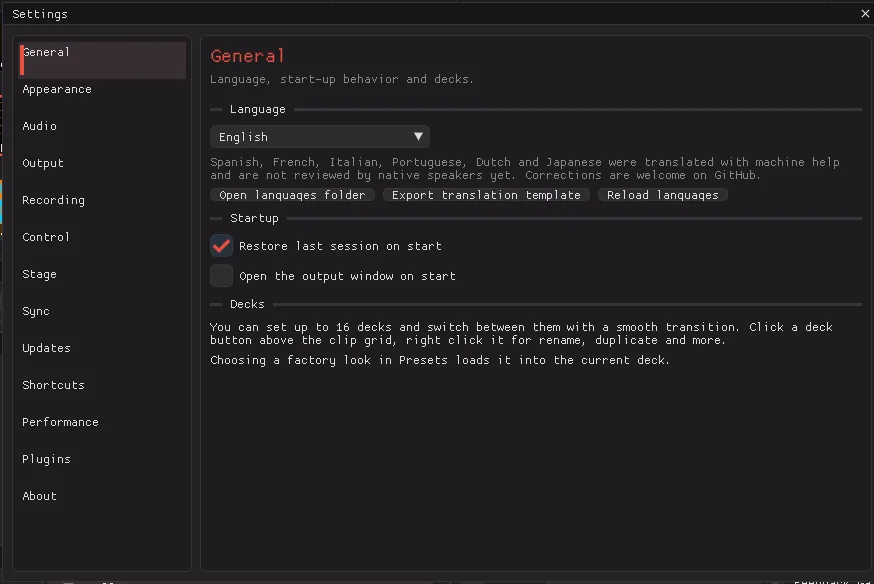 Settings
General
Appearance
Audio
Output
Recording
Control
Stage
Sync
Updates
Shortcuts
Performance
Plugins
About
General
Language, start-up behavior and decks.
Language
English
Spanish, French, Italian, Portuguese, Dutch and Japanese were translated with machine help
and are not reviewed by native speakers yet. Corrections are welcome on GitHub.
Open languages folder
Export translation template
Reload languages
Startup
Restore last session on start
Open the output window on start
Decks
You can set up to 16 decks and switch between them with a smooth transition. Click a deck
button above the clip grid, right click it for rename, duplicate and more.
Choosing a factory look in Presets loads it into the current deck.